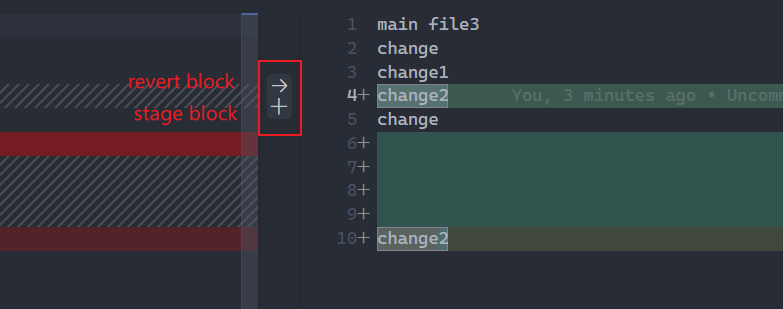 1 main file3
2 change
revert block
3 change1
4+ change2 You, 3 minutes ago • Uncomm
stage block
5 change
6+
7+
8+
9+
10+ change2